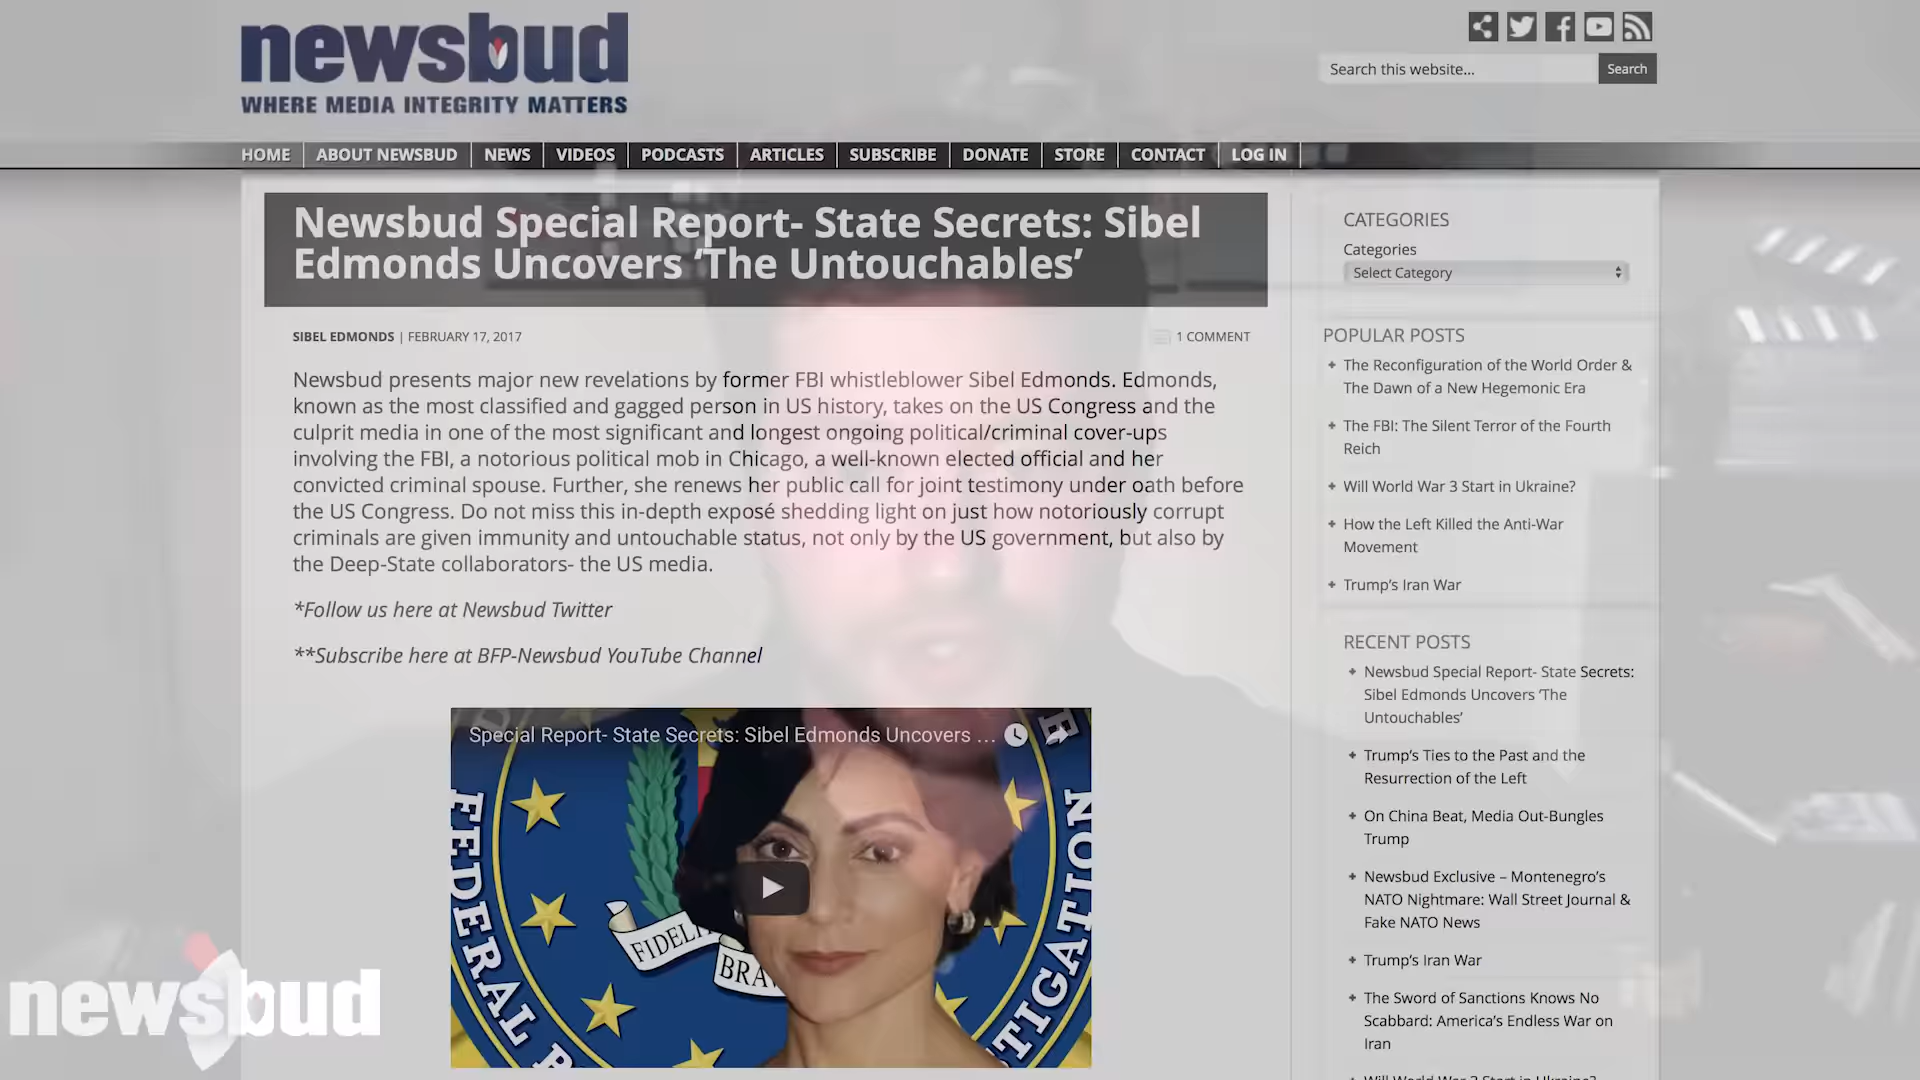 newsbud
WHERE MEDIA INTEGRITY MATTERS
Search this website...
Search
HOME
ABOUT NEWSBUD
NEWS
VIDEOS
PODCASTS
ARTICLES
SUBSCRIBE
DONATE
STORE
CONTACT
LOG IN
Newsbud Special Report- State Secrets: Sibel
Edmonds Uncovers ‘The Untouchables’
SIBEL EDMONDS | FEBRUARY 17, 2017
1 COMMENT
Newsbud presents major new revelations by former FBI whistleblower Sibel Edmonds. Edmonds,
known as the most classified and gagged person in US history, takes on the US Congress and the
culprit media in one of the most significant and longest ongoing political/criminal cover-ups
involving the FBI, a notorious political mob in Chicago, a well-known elected official and her
convicted criminal spouse. Further, she renews her public call for joint testimony under oath before
the US Congress. Do not miss this in-depth exposé shedding light on just how notoriously corrupt
criminals are given immunity and untouchable status, not only by the US government, but also by
the Deep-State collaborators- the US media.
*Follow us here at Newsbud Twitter
**Subscribe here at BFP-Newsbud YouTube Channel
Special Report- State Secrets: Sibel Edmonds Uncovers ...
FEDERAL B
STIGATION
FIDELI
BRA
CATEGORIES
Categories
Select Category
POPULAR POSTS
The Reconfiguration of the World Order &
The Dawn of a New Hegemonic Era
The FBI: The Silent Terror of the Fourth
Reich
Will World War 3 Start in Ukraine?
How the Left Killed the Anti-War
Movement
Trump’s Iran War
RECENT POSTS
Newsbud Special Report- State Secrets:
Sibel Edmonds Uncovers ‘The
Untouchables’
Trump’s Ties to the Past and the
Resurrection of the Left
On China Beat, Media Out-Bungles
Trump
Newsbud Exclusive – Montenegro’s
NATO Nightmare: Wall Street Journal &
Fake NATO News
Trump’s Iran War
The Sword of Sanctions Knows No
Scabbard: America’s Endless War on
Iran
Will World War 3 Start in Ukraine?
newsbud